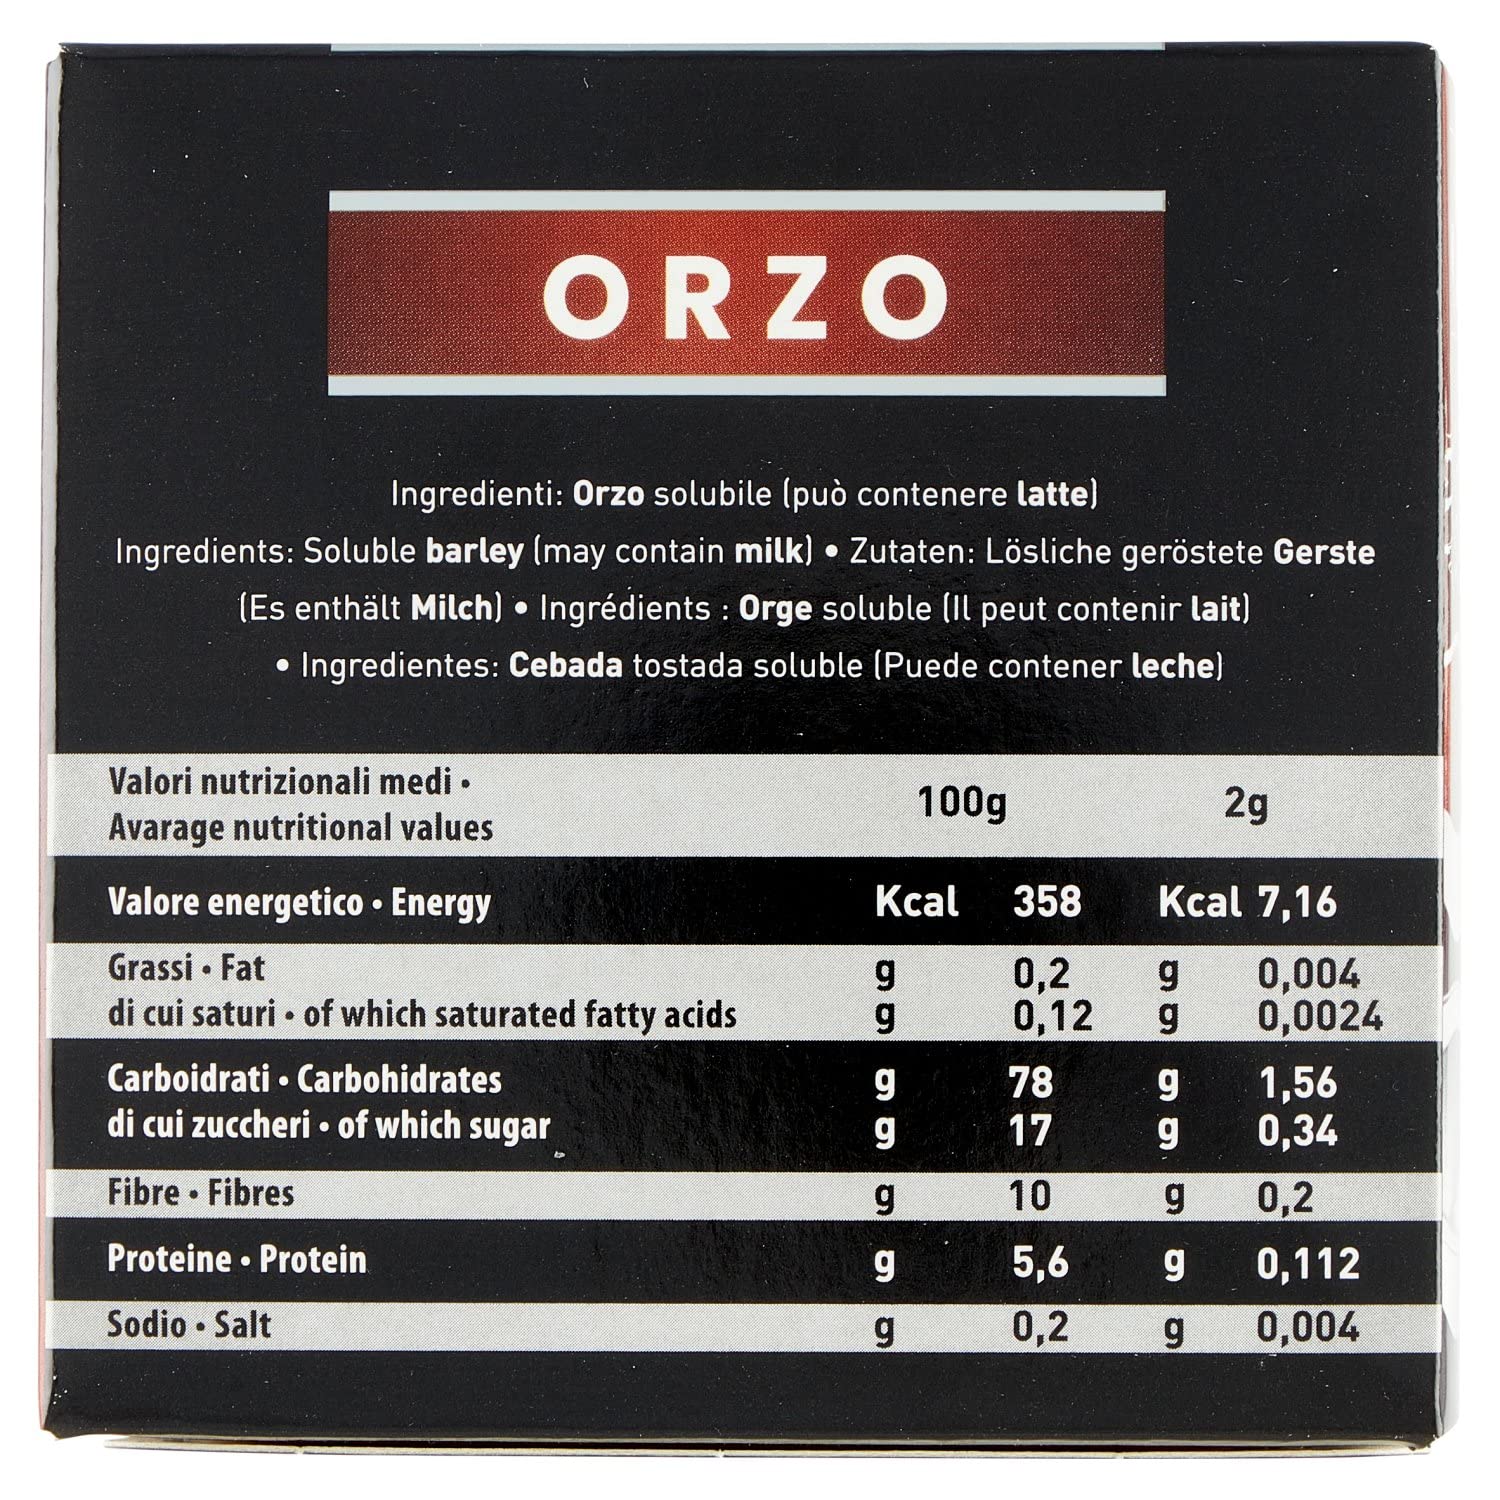 ORZO
Ingredienti: Orzo solubile (può contenere latte)
Ingredients: Soluble barley (may contain milk) • Zutaten: Lösliche geröstete Gerste
(Es enthält Milch) • Ingrédients : Orge soluble (Il peut contenir lait)
• Ingredientes: Cebada tostada soluble (Puede contener leche)
Valori nutrizionali medi •
Avarage nutritional values 100g 2g
Valore energetico • Energy Kcal 358 Kcal 7,16
Grassi • Fat g 0,2 g 0,004
di cui saturi • of which saturated fatty acids g 0,12 g 0,0024
Carboidrati • Carbohidrates g 78 g 1,56
di cui zuccheri • of which sugar g 17 g 0,34
Fibre • Fibres g 10 g 0,2
Proteine • Protein g 5,6 g 0,112
Sodio • Salt g 0,2 g 0,004